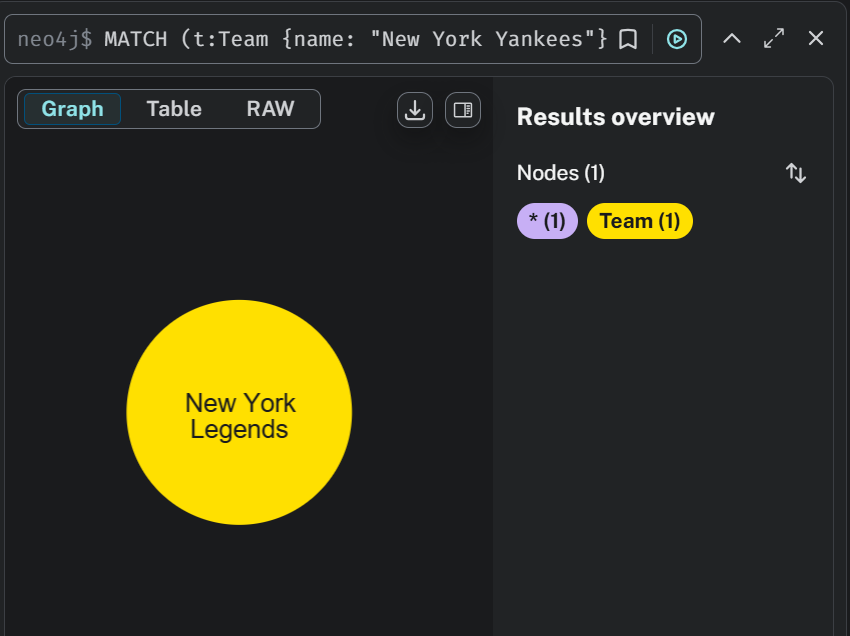 neo4j$ MATCH (t:Team {name: "New York Yankees"}
Graph Table RAW
Results overview
Nodes (1)
* (1) Team (1)
New York
Legends